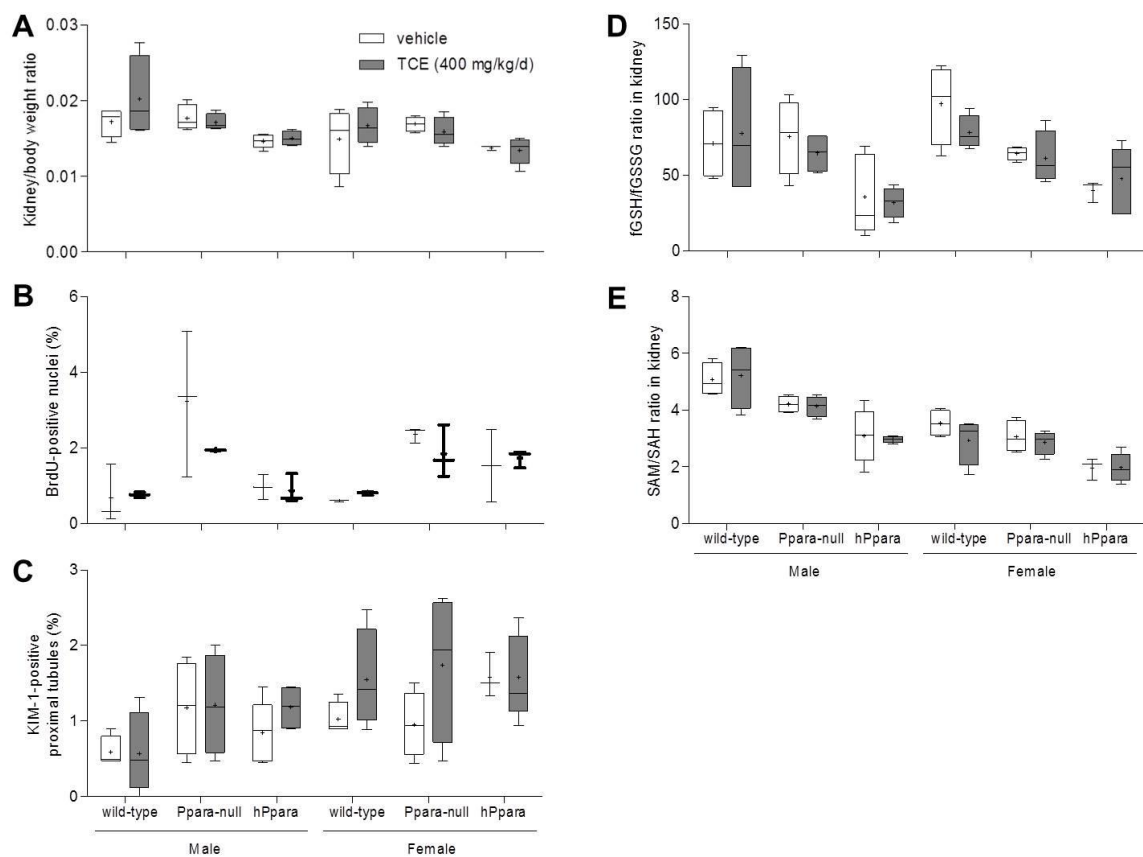 A
Kidney/body weight ratio
0.03
0.02
0.01
0.00
vehicle
TCE (400 mg/kg/d)
B
BrdU-positive nuclei (%)
6
4
2
0
C
KIM-1-positive
proximal tubules (%)
3
2
1
0
wild-type Ppara-null hPpara wild-type Ppara-null hPpara
Male Female
D
fGSH/fGSSG ratio in kidney
150
100
50
0
E
SAM/SAH ratio in kidney
8
6
4
2
0
wild-type Ppara-null hPpara wild-type Ppara-null hPpara
Male Female